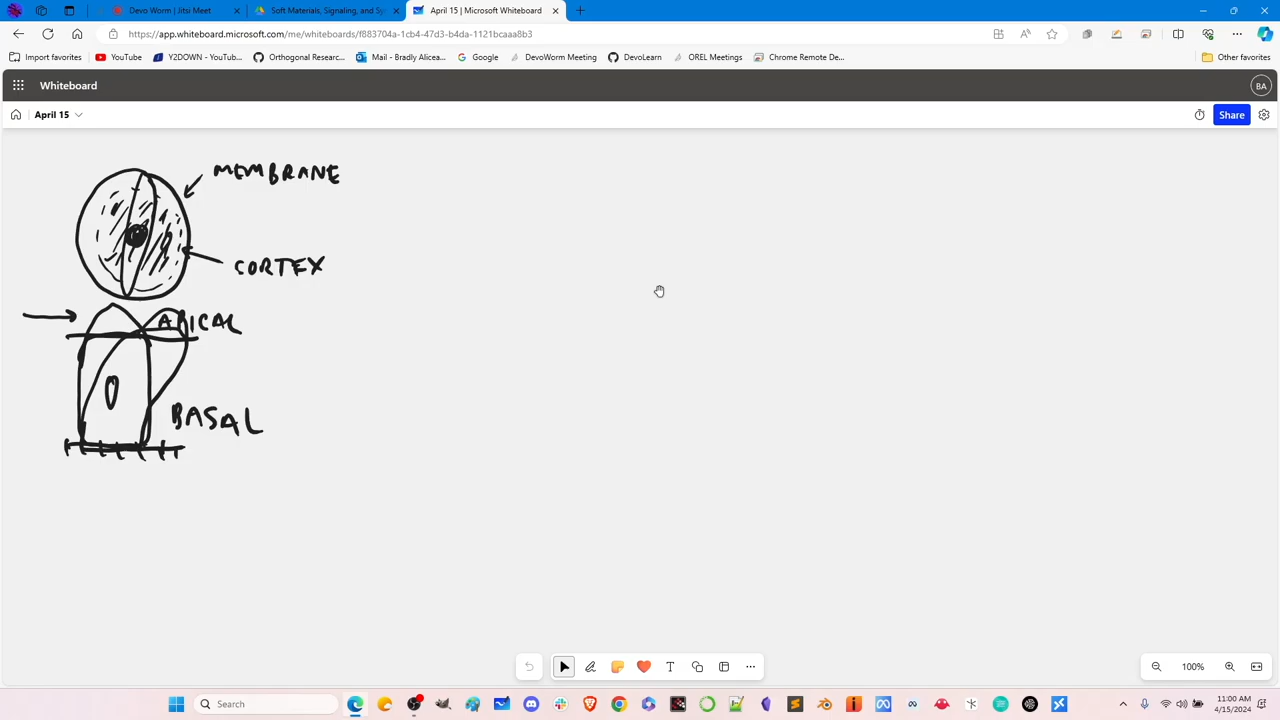 Devo Worm | Jitsi Meet
Soft Materials, Signaling, and Sy
April 15 | Microsoft Whiteboard
https://app.whiteboard.microsoft.com/me/whiteboards/f883704a-1cb4-47d3-b4da-1121bcaaa8b3
Import favorites
YouTube
Y2DOWN - YouTub...
Orthogonal Researc...
Mail - Bradly Alicea...
Google
DevoWorm Meeting
DevoLearn
OREL Meetings
Chrome Remote De...
Other favorites
Whiteboard
BA
April 15
Share
MEMBRANE
CORTEX
APICAL
BASAL
100%
Search
11:00 AM
4/15/2024